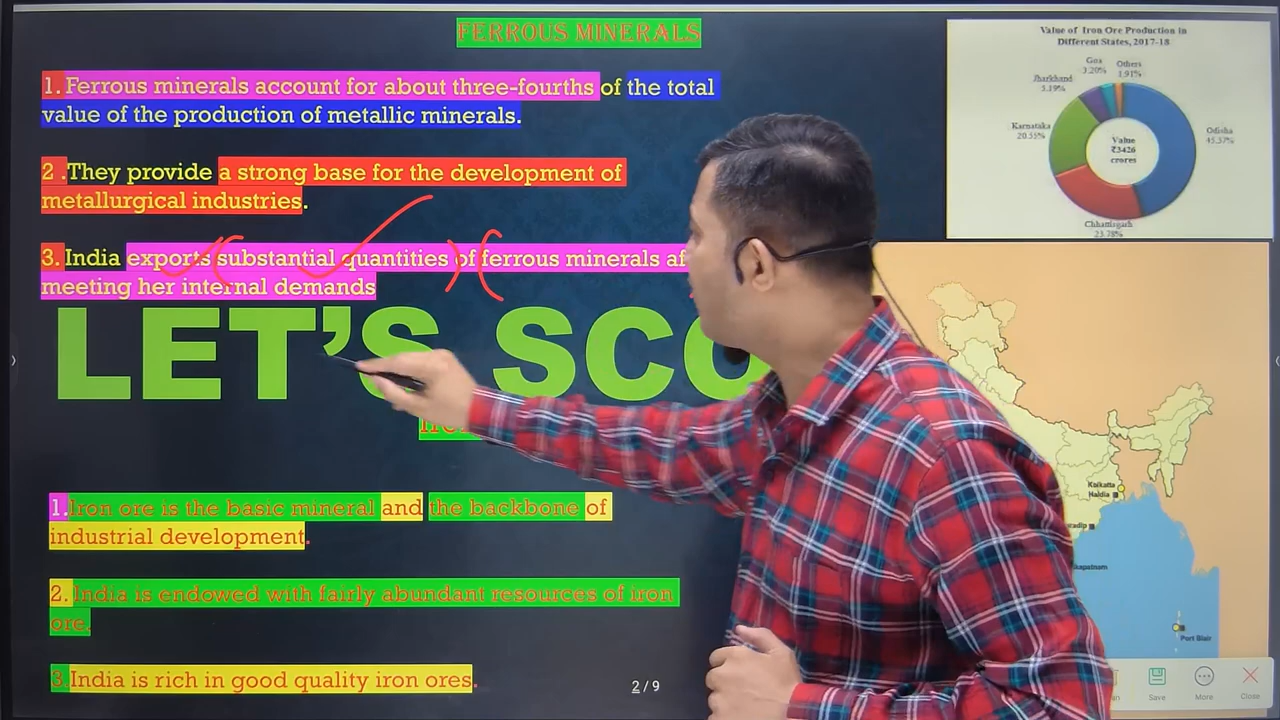 FERROUS MINERALS
1. Ferrous minerals account for about three-fourths of the total
value of the production of metallic minerals.
2 .They provide a strong base for the development of
metallurgical industries.
3. India exports substantial quantities of ferrous minerals af
meeting her internal demands
LET'S SCO
1. Iron ore is the basic mineral and the backbone of
industrial development.
2. India is endowed with fairly abundant resources of iron
ore.
3. India is rich in good quality iron ores.
2/9
Value of Iron Ore Production in
Different States, 2017-18
Goa
3.20%
Others
1.91%
Jharkhand
5.19%
Karnataka
20.55%
Odisha
45.37%
Value
₹3426
crores
Chhattisgarh
23.78%
Kolkatta
Haldia
Port Blair
Save
More
Close